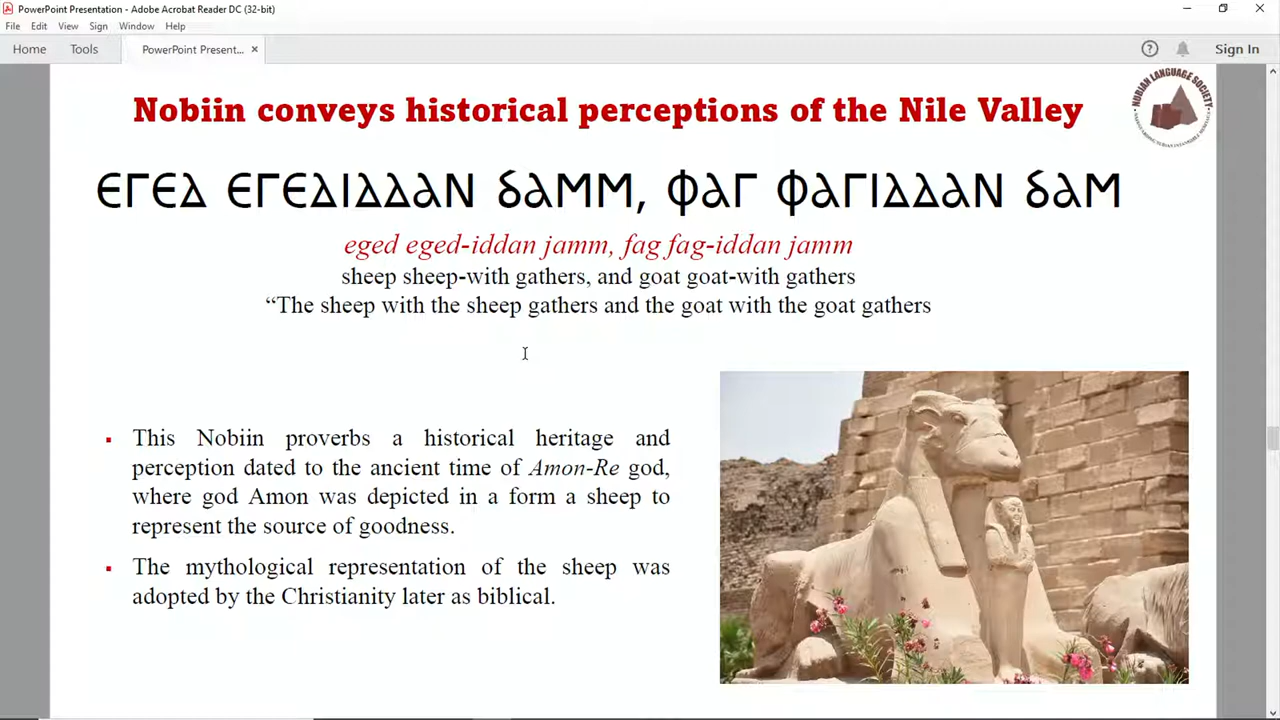 PowerPoint Presentation - Adobe Acrobat Reader DC (32-bit)
File Edit View Sign Window Help
Home Tools PowerPoint Present... Sign In
NUBIAN LANGUAGE SOCIETY
Nobiin conveys historical perceptions of the Nile Valley
ⲉⲅⲉⲇ ⲉⲅⲉⲇⲓⲇⲇⲁⲛ ⳝⲁⲙⲙ, ⲫⲁⲅ ⲫⲁⲅⲓⲇⲇⲁⲛ ⳝⲁⲙ
eged eged-iddan jamm, fag fag-iddan jamm
sheep sheep-with gathers, and goat goat-with gathers
“The sheep with the sheep gathers and the goat with the goat gathers
▪ This Nobiin proverbs a historical heritage and
perception dated to the ancient time of Amon-Re god,
where god Amon was depicted in a form a sheep to
represent the source of goodness.
▪ The mythological representation of the sheep was
adopted by the Christianity later as biblical.